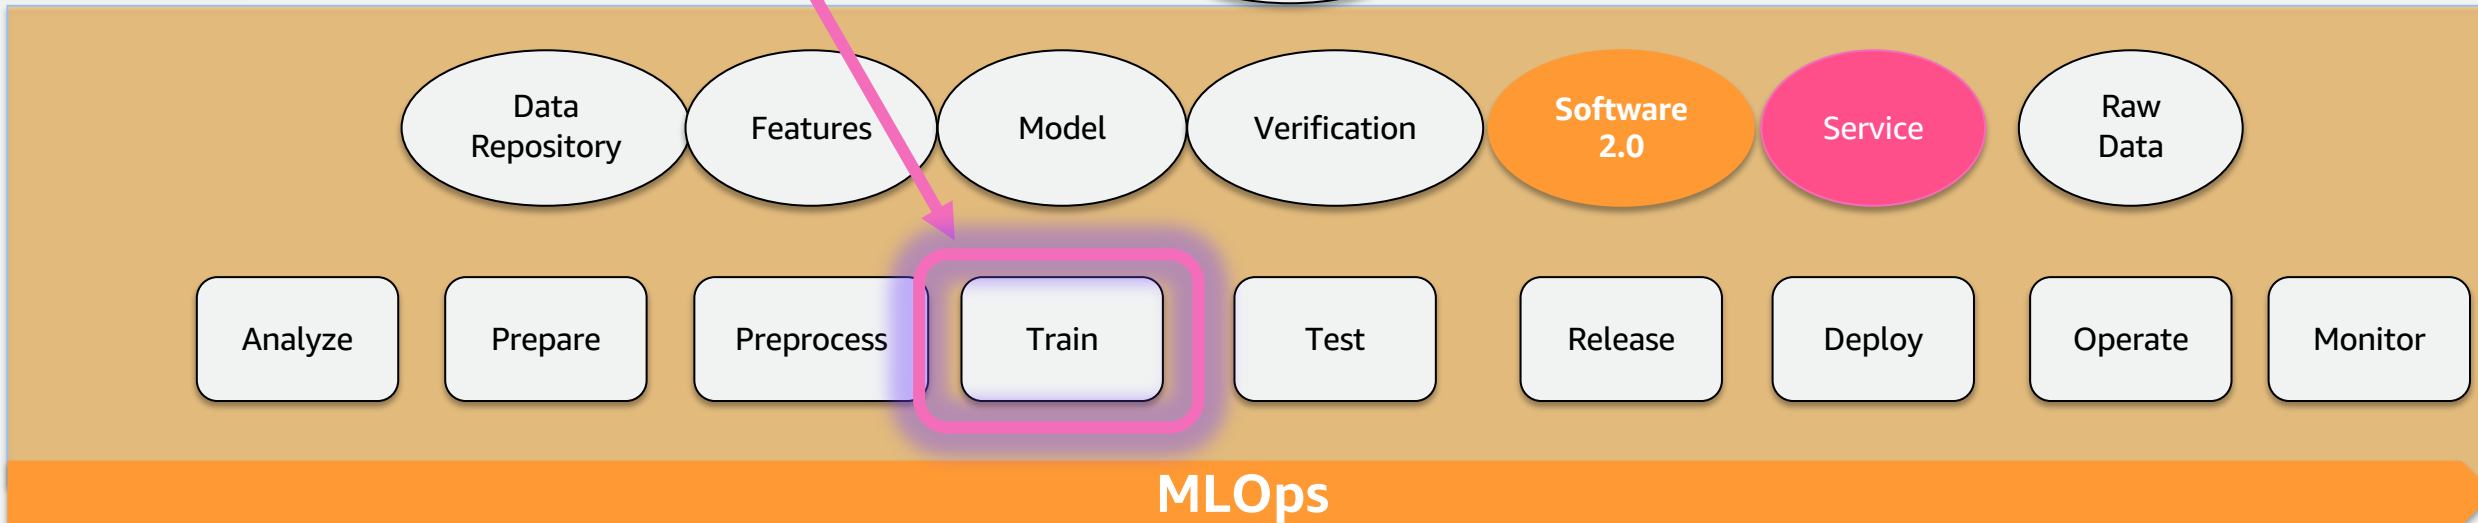 Data
Repository
Features
Model
Verification
Software
2.0
Service
Raw
Data
Analyze
Prepare
Preprocess
Train
Test
Release
Deploy
Operate
Monitor
MLOps